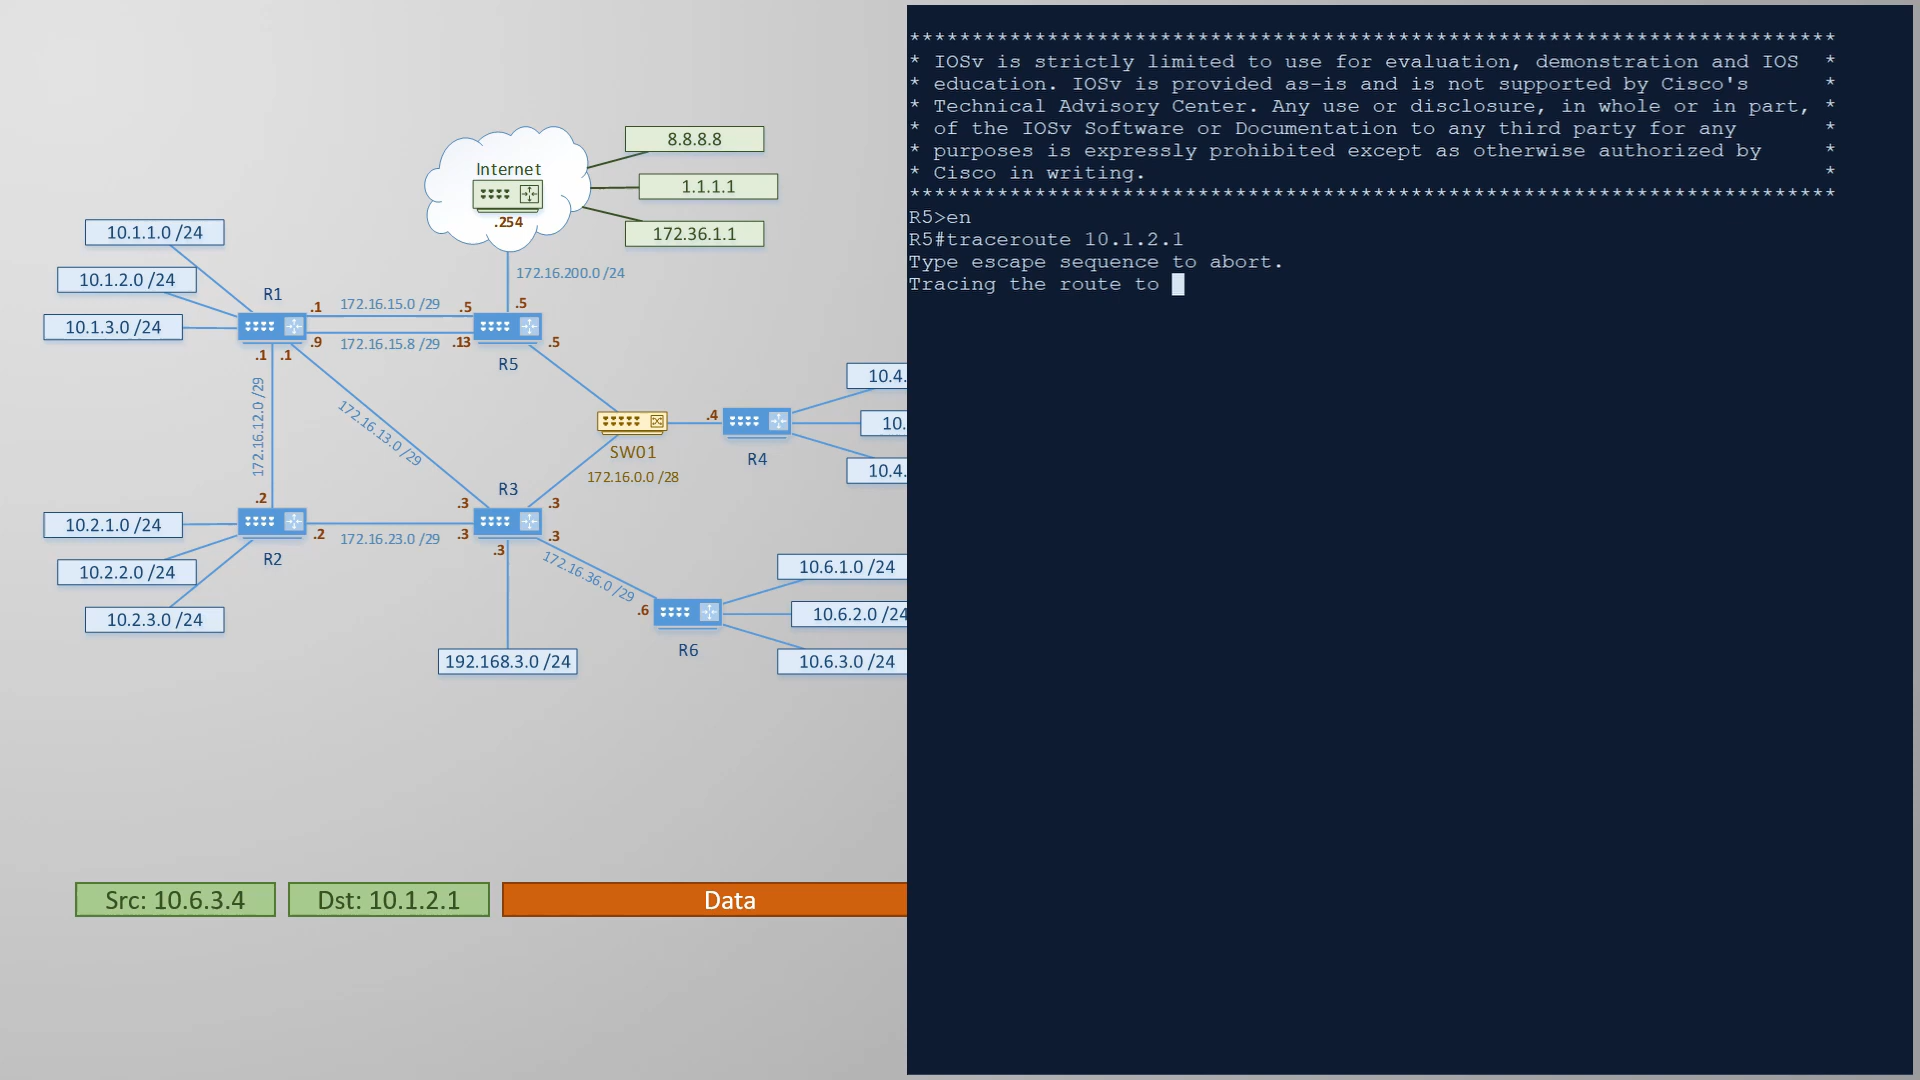 Internet
.254
8.8.8.8
1.1.1.1
172.36.1.1
172.16.200.0 /24
10.1.1.0 /24
10.1.2.0 /24
10.1.3.0 /24
R1
.1
172.16.15.0 /29
.5
.5
.9
172.16.15.8 /29
.13
.5
R5
.1
.1
172.16.12.0 /29
172.16.13.0 /29
SW01
172.16.0.0 /28
.4
R4
10.4.
10.
10.4.
.2
R3
.3
.3
10.2.1.0 /24
10.2.2.0 /24
10.2.3.0 /24
R2
.2
172.16.23.0 /29
.3
.3
.3
172.16.36.0 /29
.6
R6
10.6.1.0 /24
10.6.2.0 /24
10.6.3.0 /24
192.168.3.0 /24
Src: 10.6.3.4
Dst: 10.1.2.1
Data
**************************************************************************
* IOSv is strictly limited to use for evaluation, demonstration and IOS  *
* education. IOSv is provided as-is and is not supported by Cisco's      *
* Technical Advisory Center. Any use or disclosure, in whole or in part, *
* of the IOSv Software or Documentation to any third party for any       *
* purposes is expressly prohibited except as otherwise authorized by     *
* Cisco in writing.                                                      *
**************************************************************************
R5>en
R5#traceroute 10.1.2.1
Type escape sequence to abort.
Tracing the route to